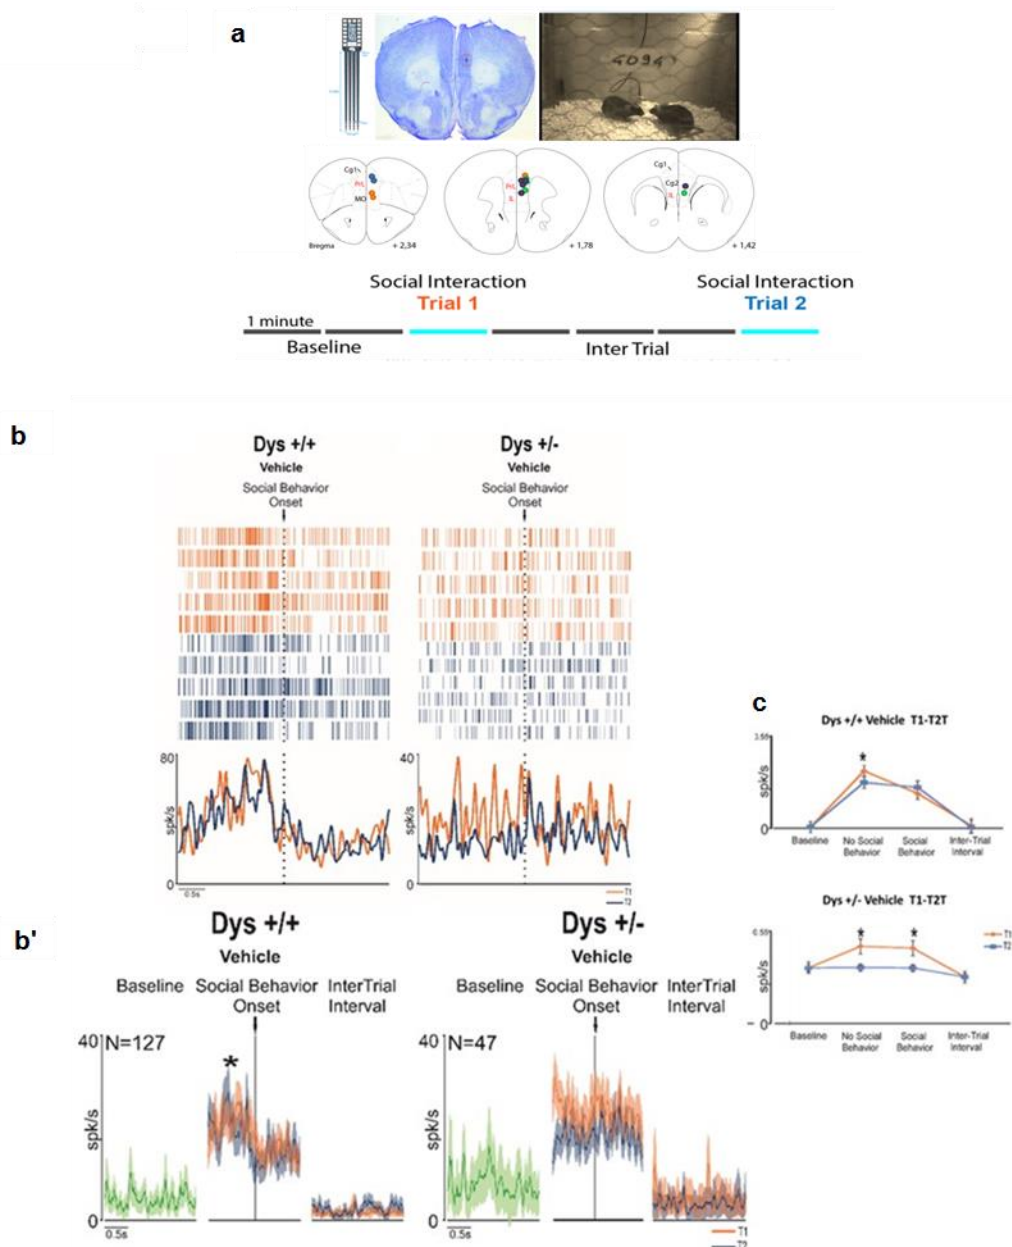 a
4094
Cg1
PrL
MO
Bregma
+ 2,34
PrL
IL
+ 1,78
Cg1
Cg2
IL
+ 1,42
Social Interaction
Trial 1
Social Interaction
Trial 2
1 minute
Baseline
Inter Trial
b
Dys +/+
Vehicle
Social Behavior
Onset
Dys +/-
Vehicle
Social Behavior
Onset
80
spk/s
0
0.5s
40
spk/s
0
T1
T2
c
Dys +/+ Vehicle T1-T2T
spk/s
0
*
Baseline
No Social
Behavior
Social
Behavior
Inter-Trial
Interval
Dys +/- Vehicle T1-T2T
0.55
spk/s
0
* *
T1
T2
Baseline
No Social
Behavior
Social
Behavior
Inter-Trial
Interval
b'
Dys +/+
Vehicle
Baseline
Social Behavior
Onset
InterTrial
Interval
40
N=127
*
spk/s
0
0.5s
Dys +/-
Vehicle
Baseline
Social Behavior
Onset
InterTrial
Interval
40
N=47
spk/s
0
0.5s
T1
T2